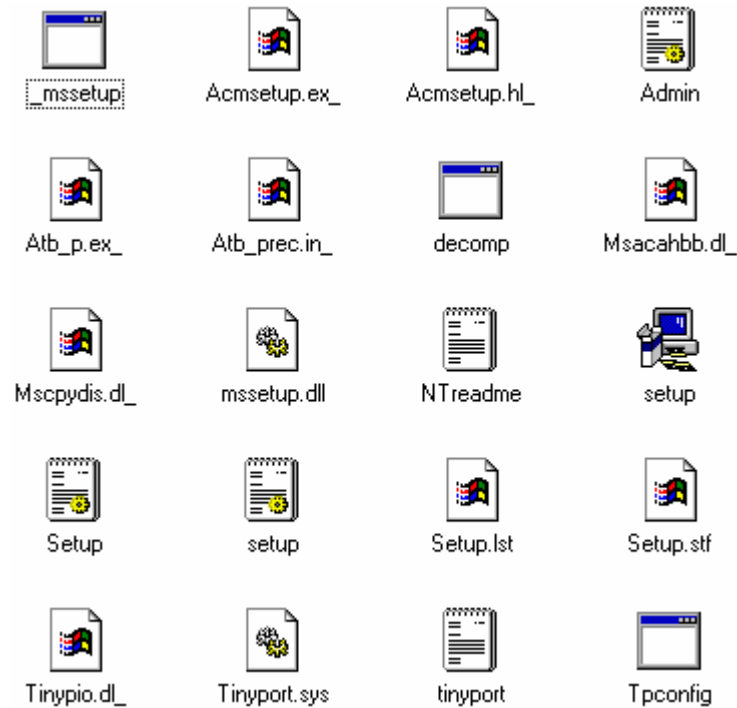 _mssetup Acmsetup.ex_ Acmsetup.hl_ Admin
Atb_p.ex_ Atb_prec.in_ decomp Msacahbb.dl_
Mscpydis.dl_ mssetup.dll NTreadme setup
Setup setup Setup.lst Setup.stf
Tinypio.dl_ Tinyport.sys tinyport Tpconfig